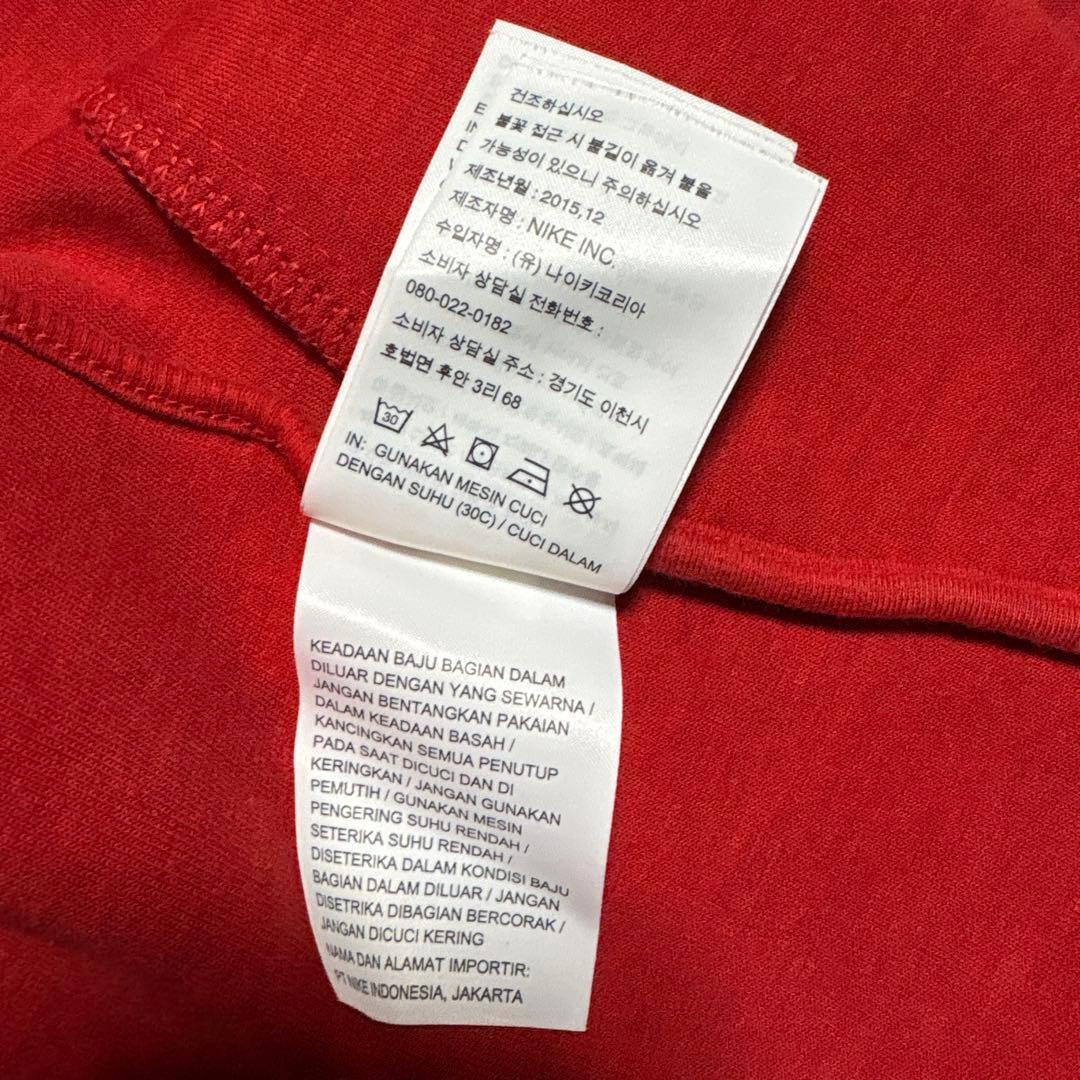 건조하십시오
불꽃 접근 시 불길이 옮겨 붙을
가능성이 있으니 주의하십시오
제조년월 : 2015,12
제조자명 : NIKE INC.
수입자명 : (유) 나이키코리아
소비자 상담실 전화번호 :
080-022-0182
소비자 상담실 주소 : 경기도 이천시
호법면 후안 3리 68
30
IN: GUNAKAN MESIN CUCI
DENGAN SUHU (30C) / CUCI DALAM
KEADAAN BAJU BAGIAN DALAM
DILUAR DENGAN YANG SEWARNA /
JANGAN BENTANGKAN PAKAIAN
DALAM KEADAAN BASAH /
KANCINGKAN SEMUA PENUTUP
PADA SAAT DICUCI DAN DI
KERINGKAN / JANGAN GUNAKAN
PEMUTIH / GUNAKAN MESIN
PENGERING SUHU RENDAH /
SETERIKA SUHU RENDAH /
DISETERIKA DALAM KONDISI BAJU
BAGIAN DALAM DILUAR / JANGAN
DISETRIKA DIBAGIAN BERCORAK /
JANGAN DICUCI KERING
NAMA DAN ALAMAT IMPORTIR:
PT NIKE INDONESIA, JAKARTA